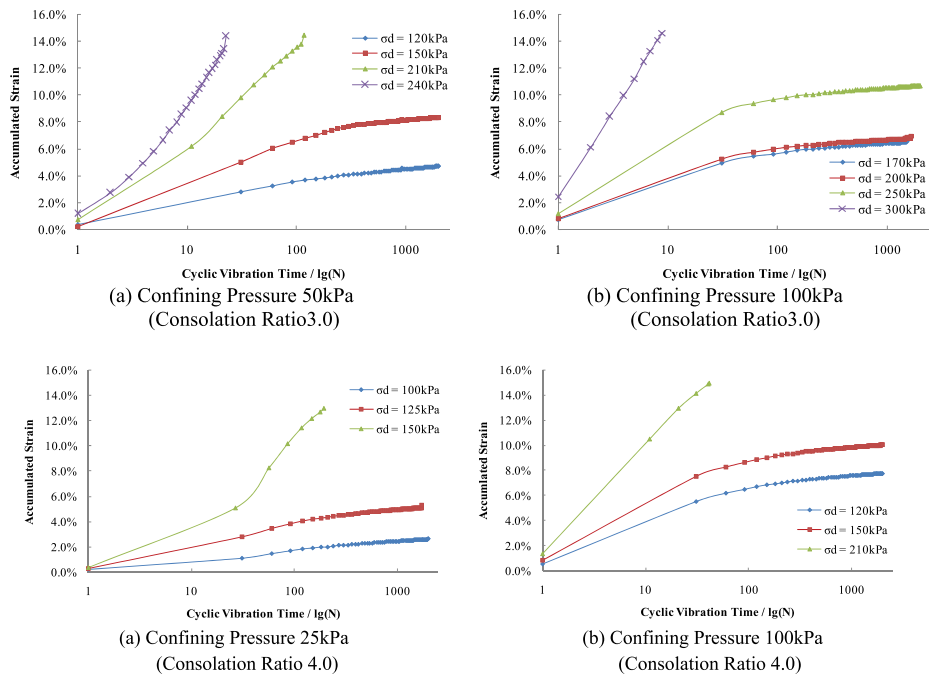 16.0%
14.0%
12.0%
10.0%
8.0%
6.0%
4.0%
2.0%
0.0%
Accumulated Strain
σd = 120kPa
σd = 150kPa
σd = 210kPa
σd = 240kPa
1 10 100 1000
Cyclic Vibration Time / lg(N)
(a) Confining Pressure 50kPa
(Consolation Ratio3.0)
16.0%
14.0%
12.0%
10.0%
8.0%
6.0%
4.0%
2.0%
0.0%
Accumulated Strain
σd = 170kPa
σd = 200kPa
σd = 250kPa
σd = 300kPa
1 10 100 1000
Cyclic Vibration Time / lg(N)
(b) Confining Pressure 100kPa
(Consolation Ratio3.0)
16.0%
14.0%
12.0%
10.0%
8.0%
6.0%
4.0%
2.0%
0.0%
Accumulated Strain
σd = 100kPa
σd = 125kPa
σd = 150kPa
1 10 100 1000
Cyclic Vibration Time / lg(N)
(a) Confining Pressure 25kPa
(Consolation Ratio 4.0)
16.0%
14.0%
12.0%
10.0%
8.0%
6.0%
4.0%
2.0%
0.0%
Accumulated Strain
σd = 120kPa
σd = 150kPa
σd = 210kPa
1 10 100 1000
Cyclic Vibration Time / lg(N)
(b) Confining Pressure 100kPa
(Consolation Ratio 4.0)